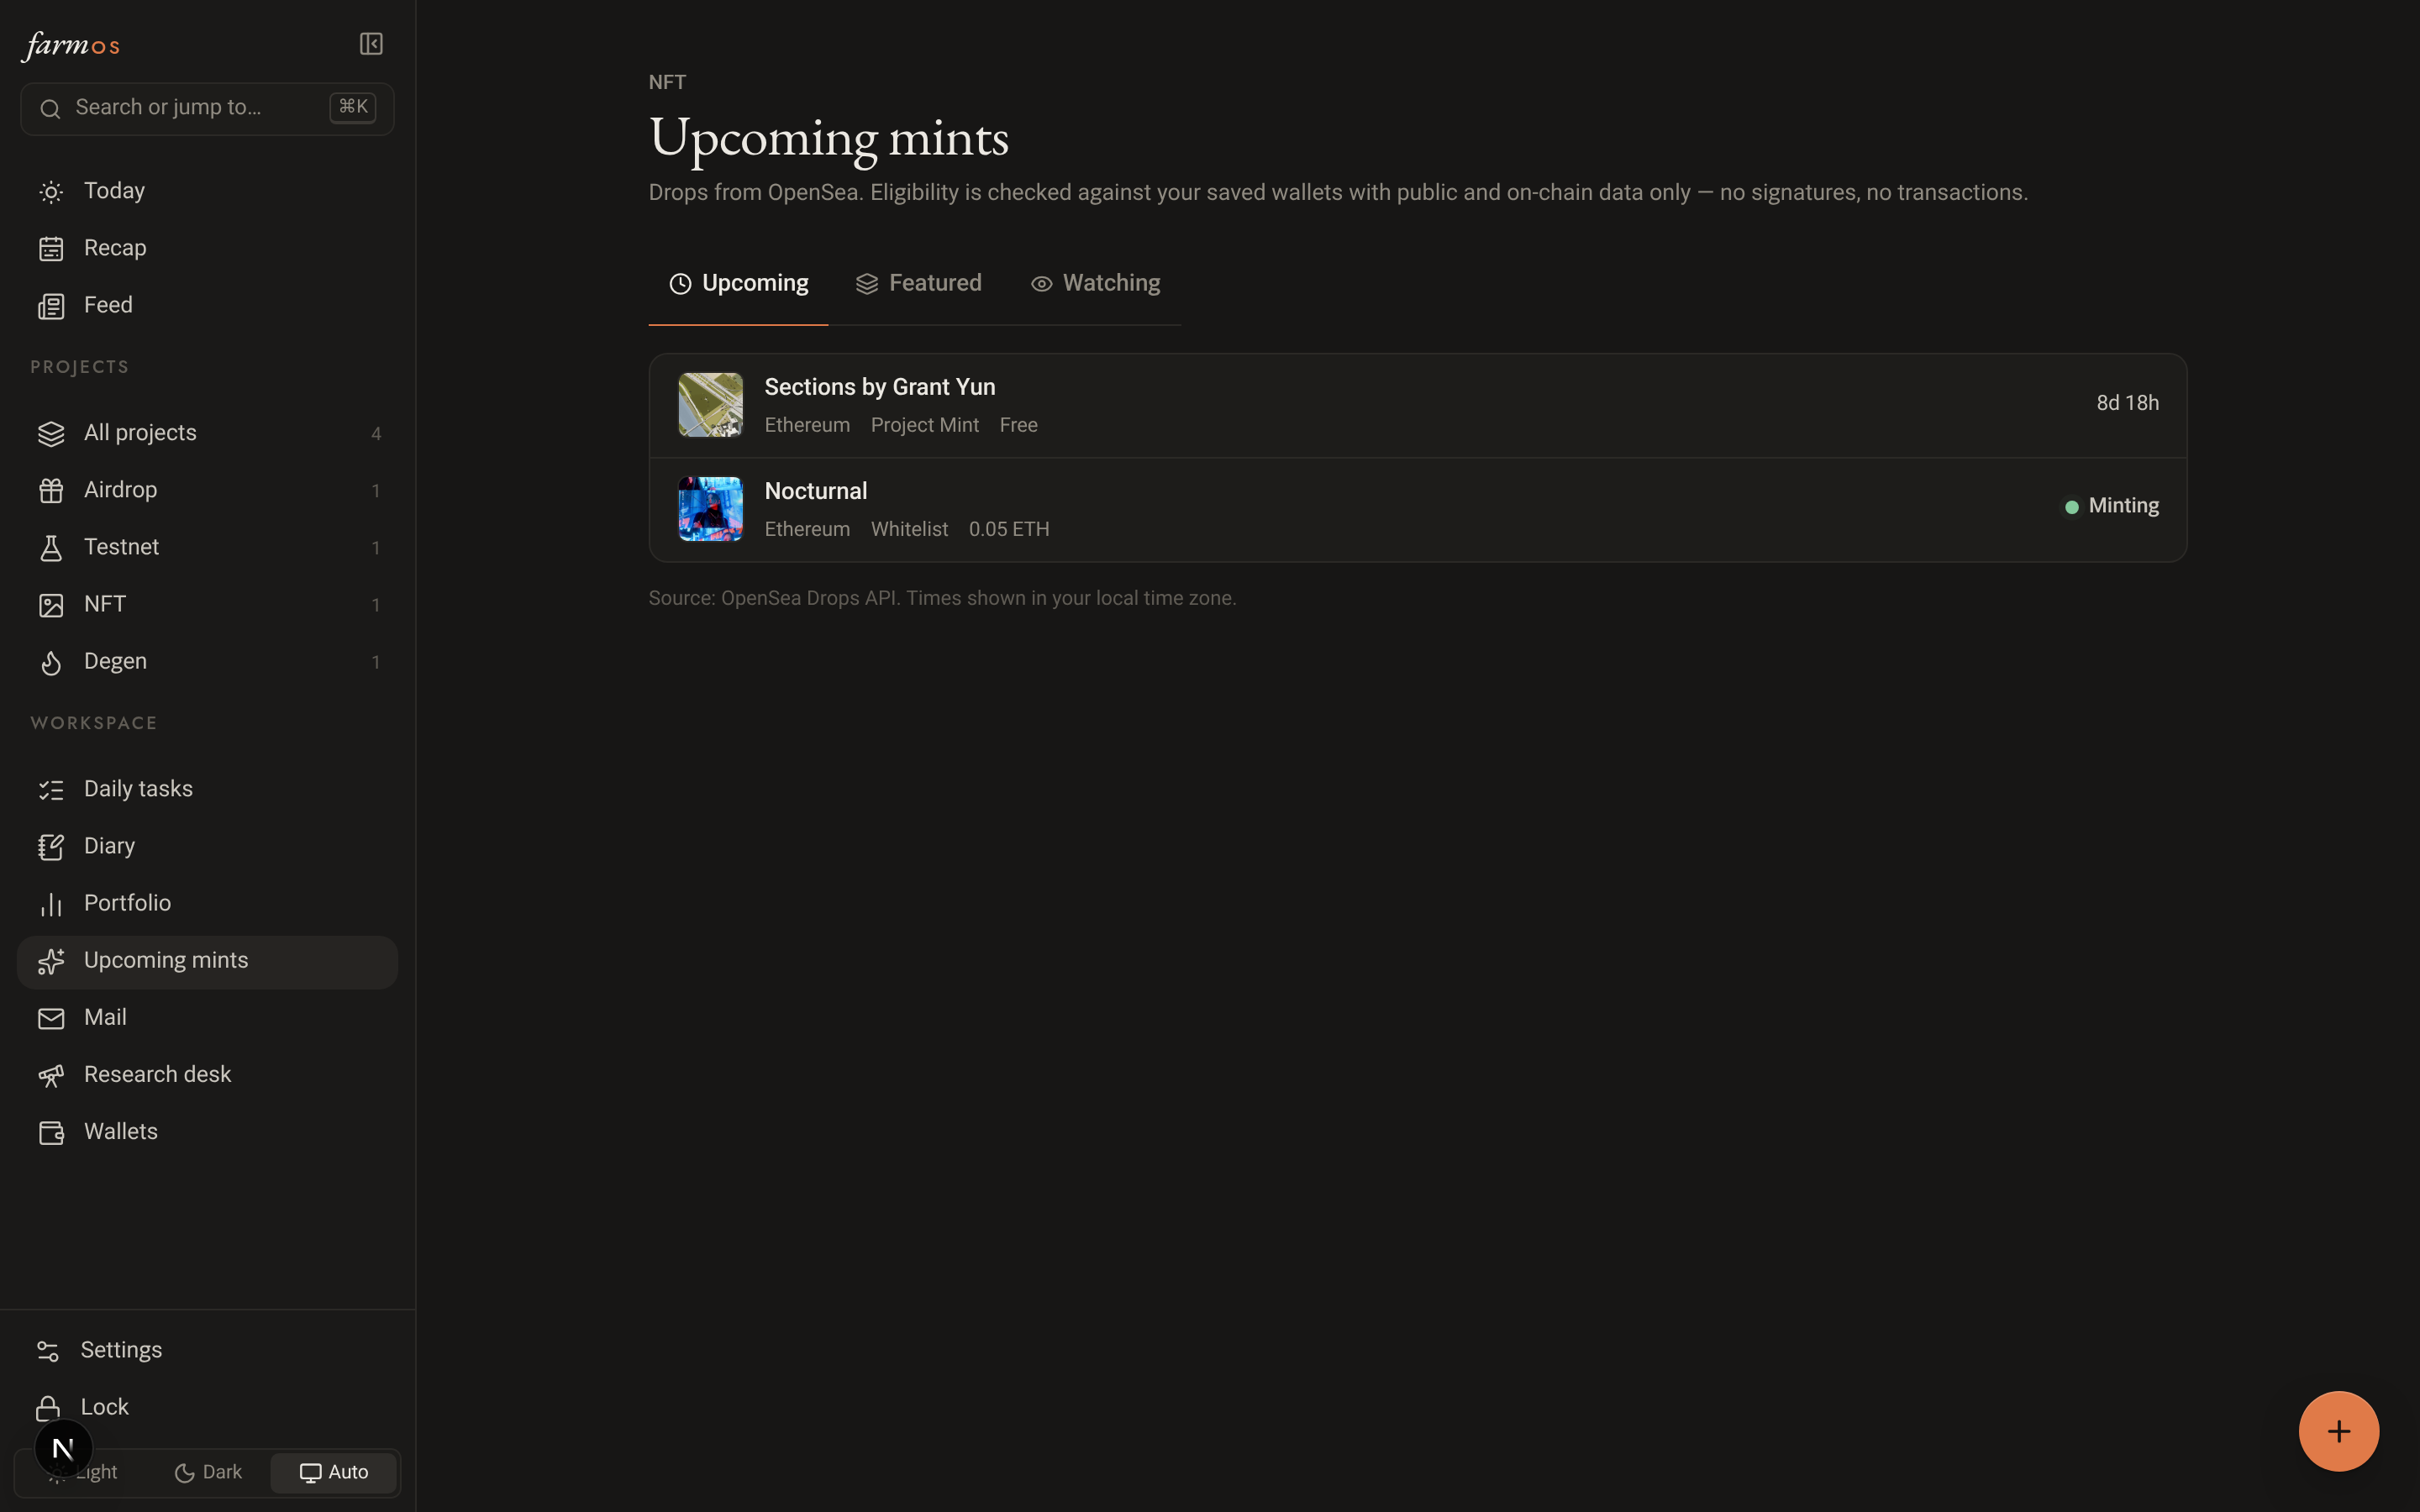 farmos
Search or jump to... ⌘K
Today
Recap
Feed
PROJECTS
All projects 4
Airdrop 1
Testnet 1
NFT 1
Degen 1
WORKSPACE
Daily tasks
Diary
Portfolio
Upcoming mints
Mail
Research desk
Wallets
Settings
Lock
N
Light Dark Auto
NFT
Upcoming mints
Drops from OpenSea. Eligibility is checked against your saved wallets with public and on-chain data only — no signatures, no transactions.
Upcoming Featured Watching
Sections by Grant Yun
Ethereum Project Mint Free
8d 18h
Nocturnal
Ethereum Whitelist 0.05 ETH
Minting
Source: OpenSea Drops API. Times shown in your local time zone.